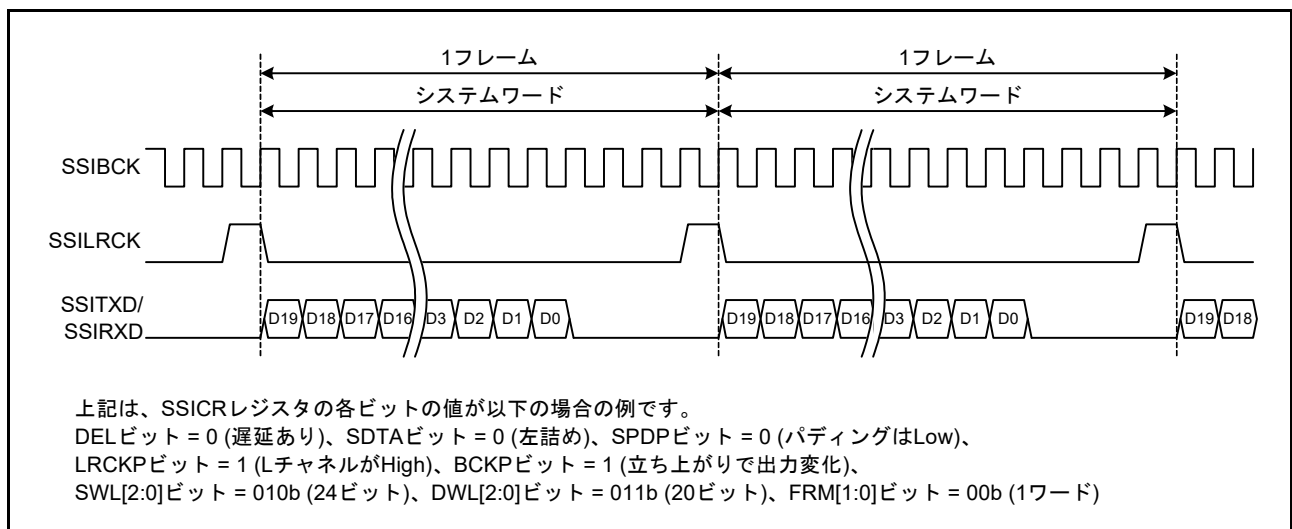 1フレーム 1フレーム
システムワード システムワード
SSIBCK
SSILRCK
SSITXD/
SSIRXD
D19 D18 D17 D16 D3 D2 D1 D0 D19 D18 D17 D16 D3 D2 D1 D0 D19 D18
上記は、SSICRレジスタの各ビットの値が以下の場合の例です。
DELビット = 0 (遅延あり)、SDTAビット = 0 (左詰め)、SPDPビット = 0 (パディングはLow)、
LRCKPビット = 1 (LチャネルがHigh)、BCKPビット = 1 (立ち上がりで出力変化)、
SWL[2:0]ビット = 010b (24ビット)、DWL[2:0]ビット = 011b (20ビット)、FRM[1:0]ビット = 00b (1ワード)